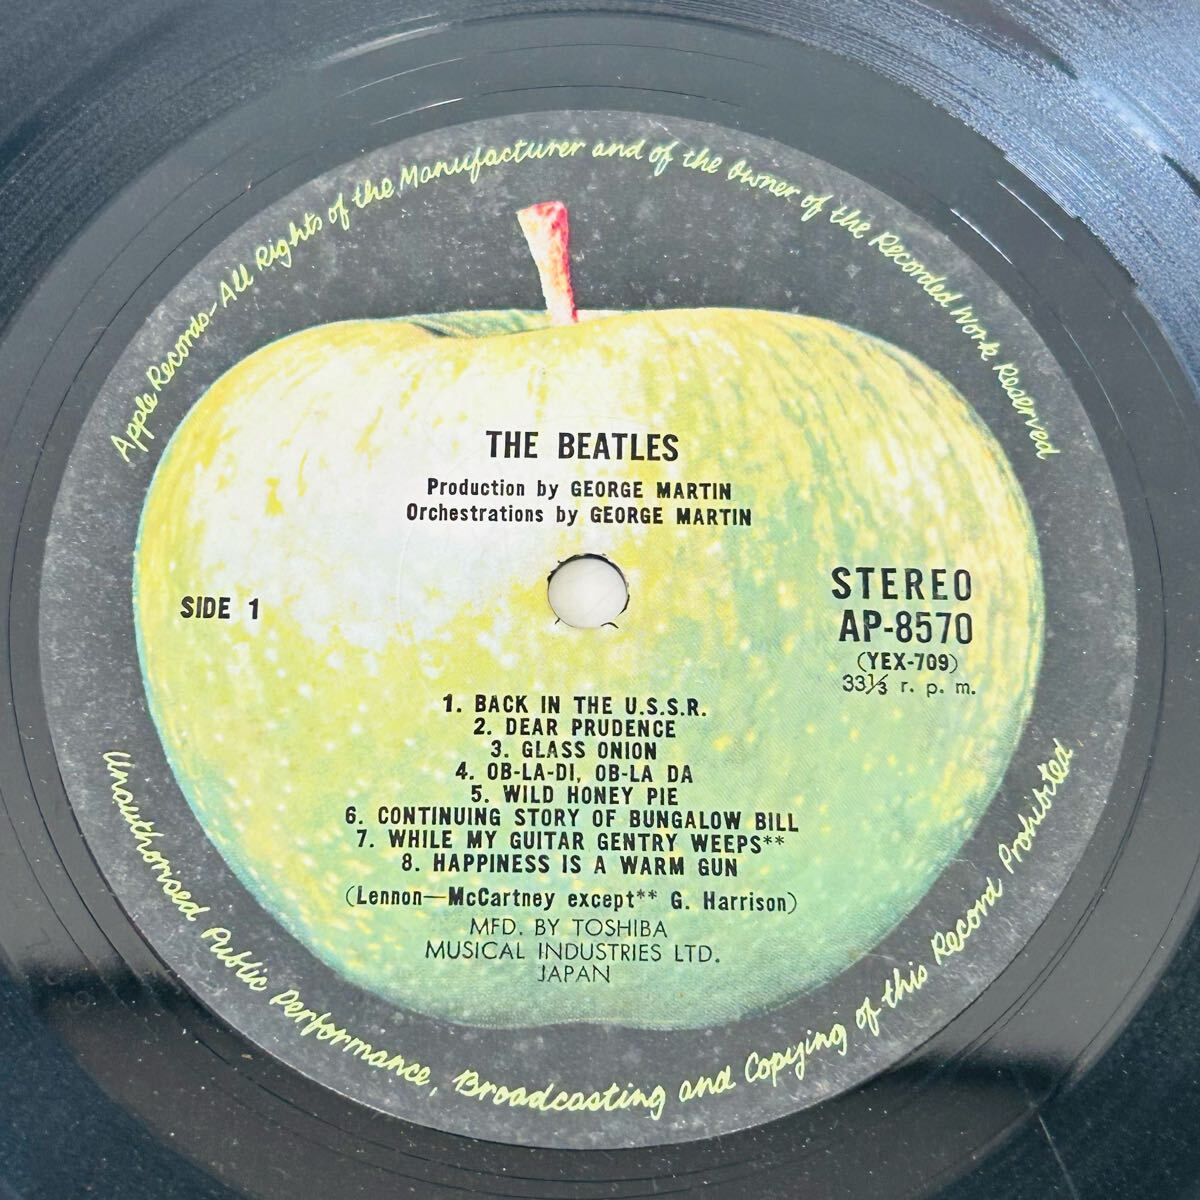 Apple Records - All Rights of the Manufacturer and of the Owner of the Recorded Work Reserved
THE BEATLES
Production by GEORGE MARTIN
Orchestrations by GEORGE MARTIN
SIDE 1
STEREO
AP-8570
(YEX-709)
33⅓ r. p. m.
1. BACK IN THE U.S.S.R.
2. DEAR PRUDENCE
3. GLASS ONION
4. OB-LA-DI, OB-LA DA
5. WILD HONEY PIE
6. CONTINUING STORY OF BUNGALOW BILL
7. WHILE MY GUITAR GENTRY WEEPS**
8. HAPPINESS IS A WARM GUN
(Lennon—McCartney except** G. Harrison)
MFD. BY TOSHIBA
MUSICAL INDUSTRIES LTD.
JAPAN
Unauthorised Public Performance, Broadcasting and Copying of this Record Prohibited.